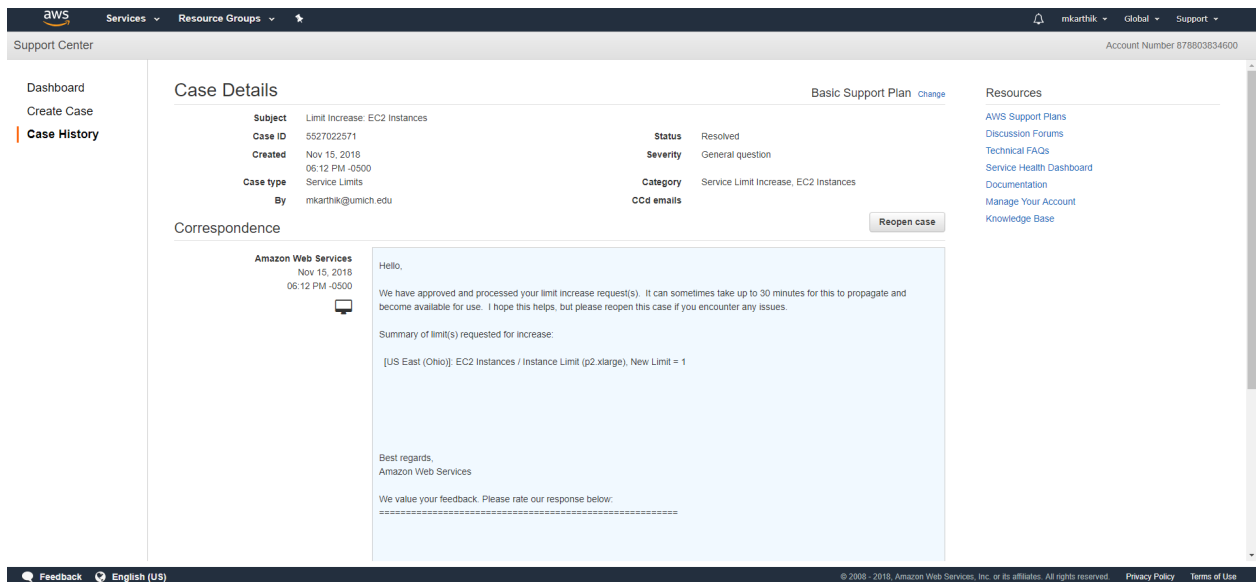 aws Services Resource Groups mkarthik Global Support
Support Center Account Number 878803834600
Dashboard
Create Case
Case History
Case Details
Basic Support Plan Change
Subject Limit Increase: EC2 Instances
Case ID 5527022571
Status Resolved
Created Nov 15, 2018
06:12 PM -0500
Severity General question
Case type Service Limits
Category Service Limit Increase, EC2 Instances
By mkarthik@umich.edu
CCd emails
Reopen case
Correspondence
Amazon Web Services
Nov 15, 2018
06:12 PM -0500
Hello,
We have approved and processed your limit increase request(s). It can sometimes take up to 30 minutes for this to propagate and
become available for use. I hope this helps, but please reopen this case if you encounter any issues.
Summary of limit(s) requested for increase:
[US East (Ohio)]: EC2 Instances / Instance Limit (p2.xlarge), New Limit = 1
Best regards,
Amazon Web Services
We value your feedback. Please rate our response below:
========================================================
Resources
AWS Support Plans
Discussion Forums
Technical FAQs
Service Health Dashboard
Documentation
Manage Your Account
Knowledge Base
Feedback English (US) © 2008 - 2018, Amazon Web Services, Inc. or its affiliates. All rights reserved. Privacy Policy Terms of Use